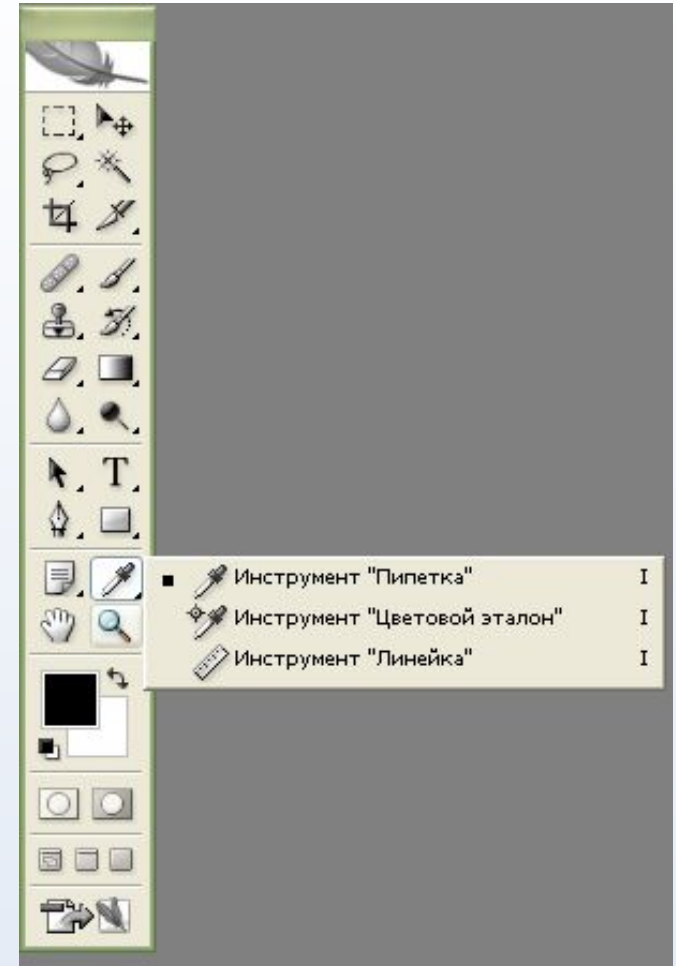 T
Инструмент "Пипетка" I
Инструмент "Цветовой эталон" I
Инструмент "Линейка" I